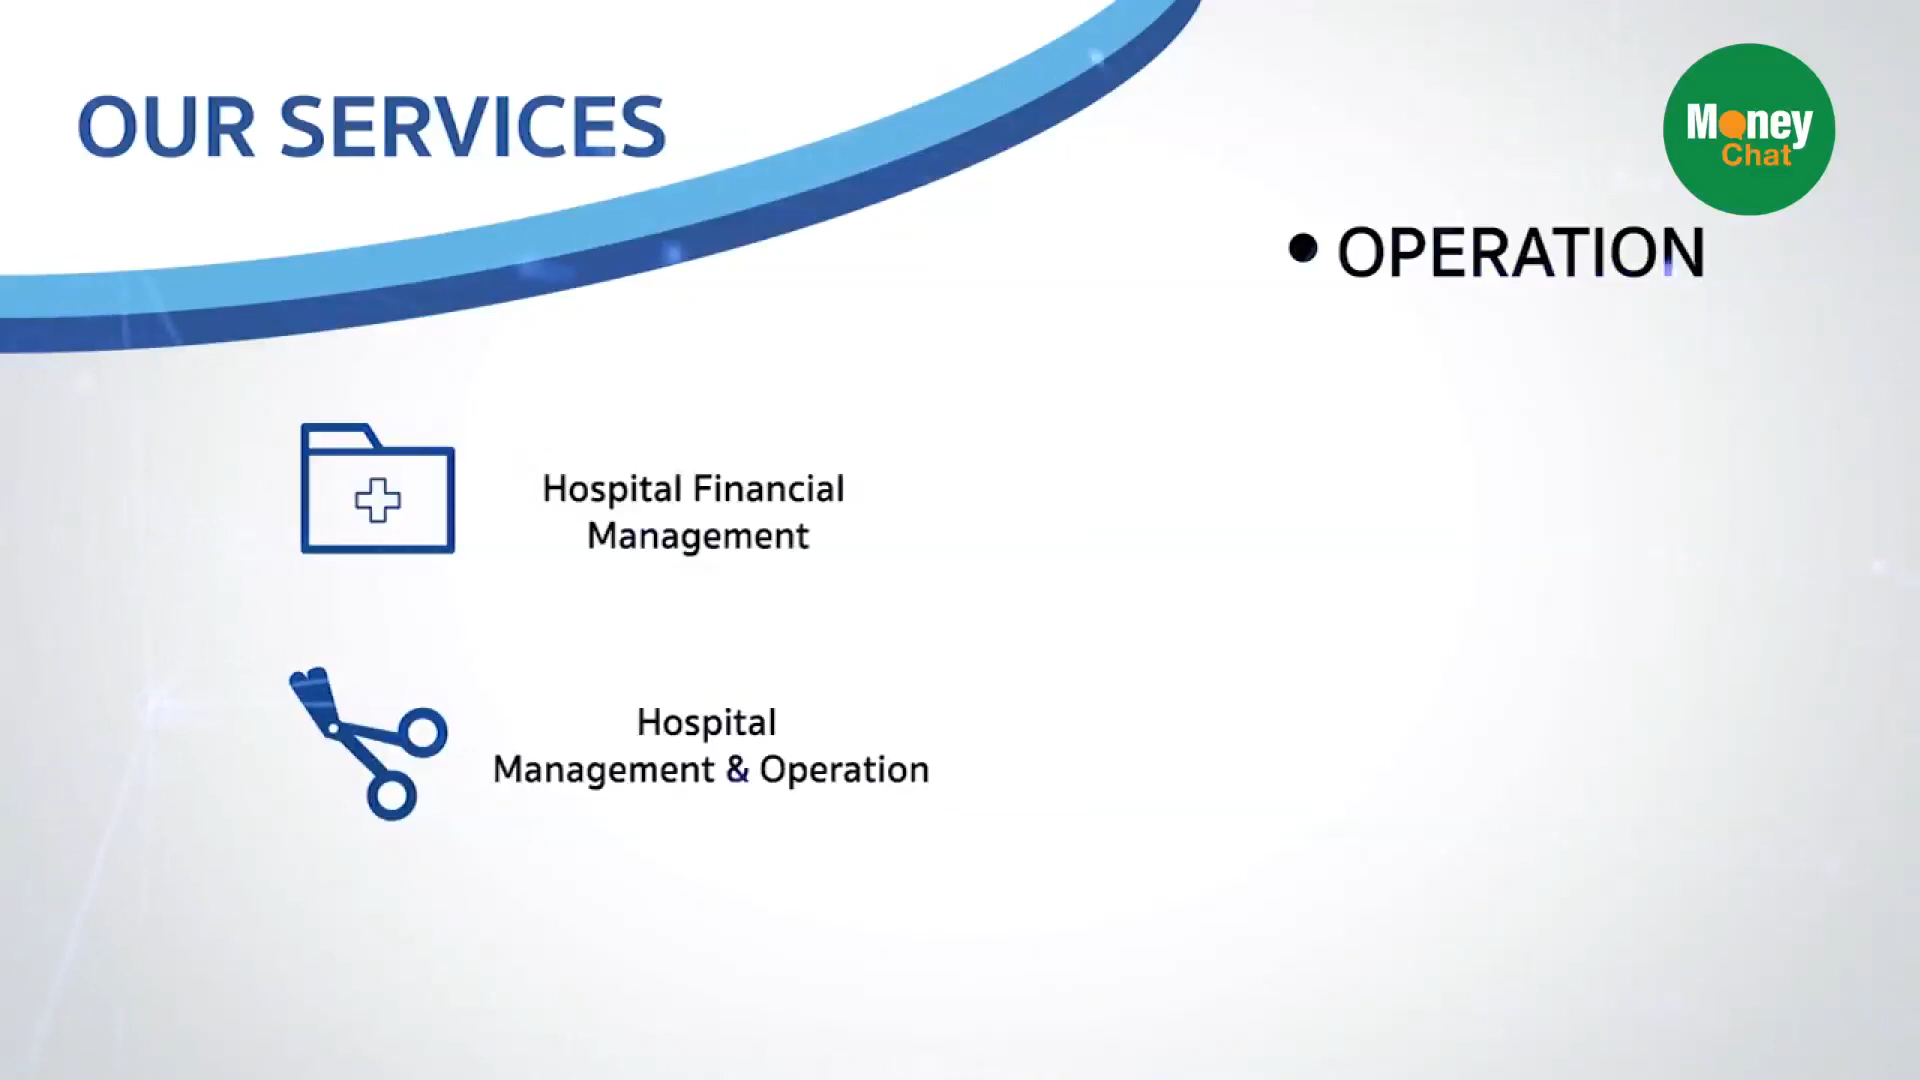 OUR SERVICES
Money
Chat
• OPERATION
Hospital Financial
Management
Hospital
Management & Operation